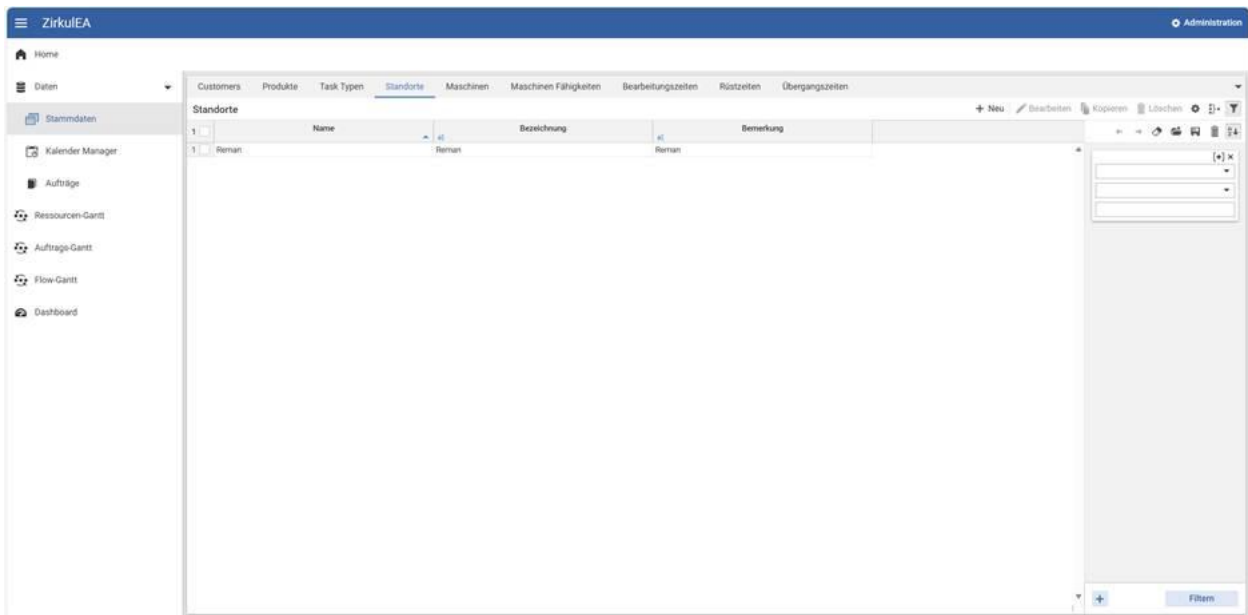 ZirkulEA
Administration
Home
Daten
Stammdaten
Kalender Manager
Aufträge
Ressourcen-Gantt
Auftrags-Gantt
Flow-Gantt
Dashboard
Customers Produkte Task Typen Standorte Maschinen Maschinen Fähigkeiten Bearbeitungszeiten Rüstzeiten Übergangszeiten
Standorte
+ Neu Bearbeiten Kopieren Löschen
1 Name Bezeichnung Bemerkung
1 Reman Reman Reman
Filtern